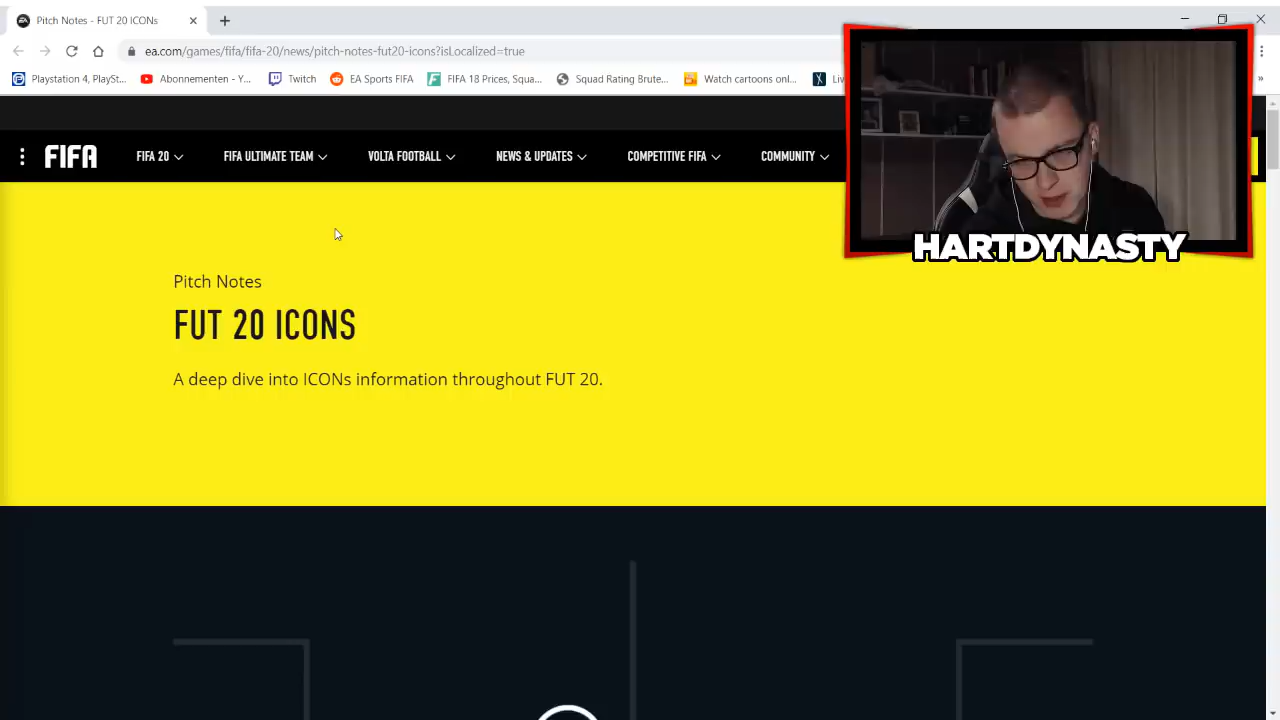 Pitch Notes - FUT 20 ICONs
ea.com/games/fifa/fifa-20/news/pitch-notes-fut20-icons?isLocalized=true
Playstation 4, PlaySt... Abonnementen - Y... Twitch EA Sports FIFA FIFA 18 Prices, Squa... Squad Rating Brute... Watch cartoons onl... Liv
FIFA FIFA 20 FIFA ULTIMATE TEAM VOLTA FOOTBALL NEWS & UPDATES COMPETITIVE FIFA COMMUNITY
HARTDYNASTY
Pitch Notes
FUT 20 ICONS
A deep dive into ICONs information throughout FUT 20.